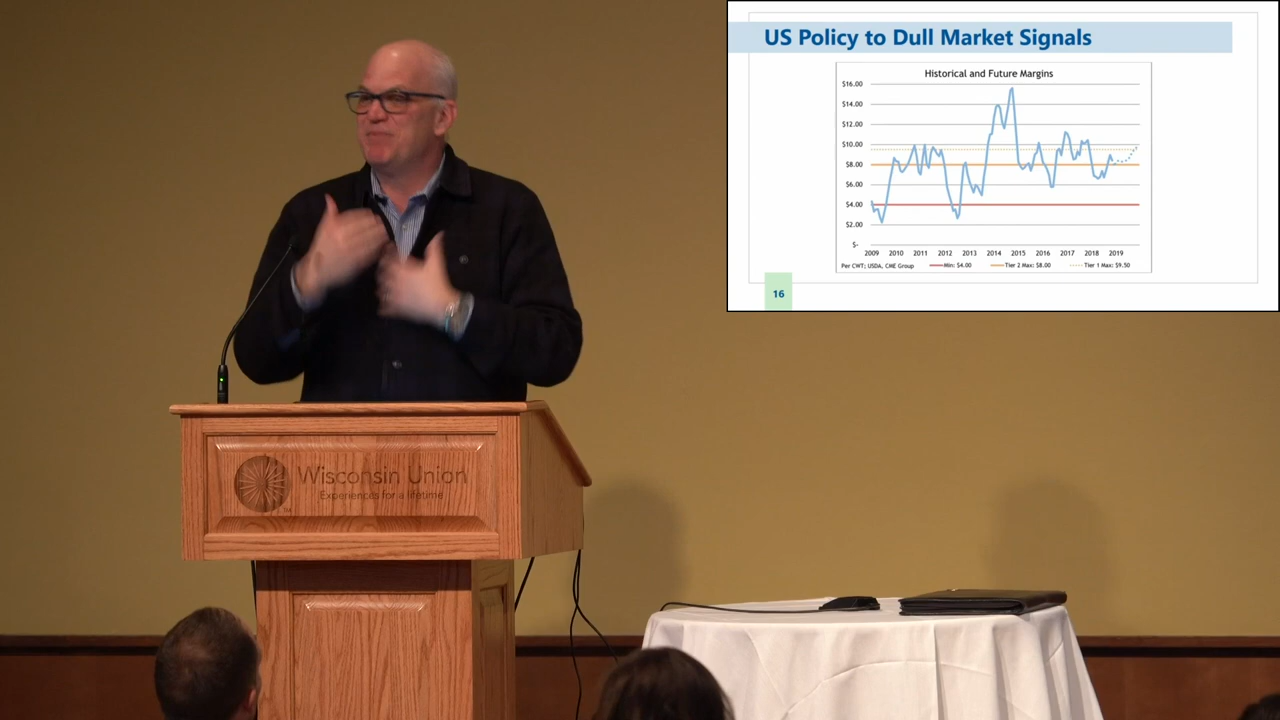 US Policy to Dull Market Signals
Historical and Future Margins
$16.00
$14.00
$12.00
$10.00
$8.00
$6.00
$4.00
$2.00
$-
2009 2010 2011 2012 2013 2014 2015 2016 2017 2018 2019
Per CWT; USDA, CME Group Min: $4.00 Tier 2 Max: $8.00 Tier 1 Max: $9.50
16
Wisconsin Union
Experiences for a lifetime
TM